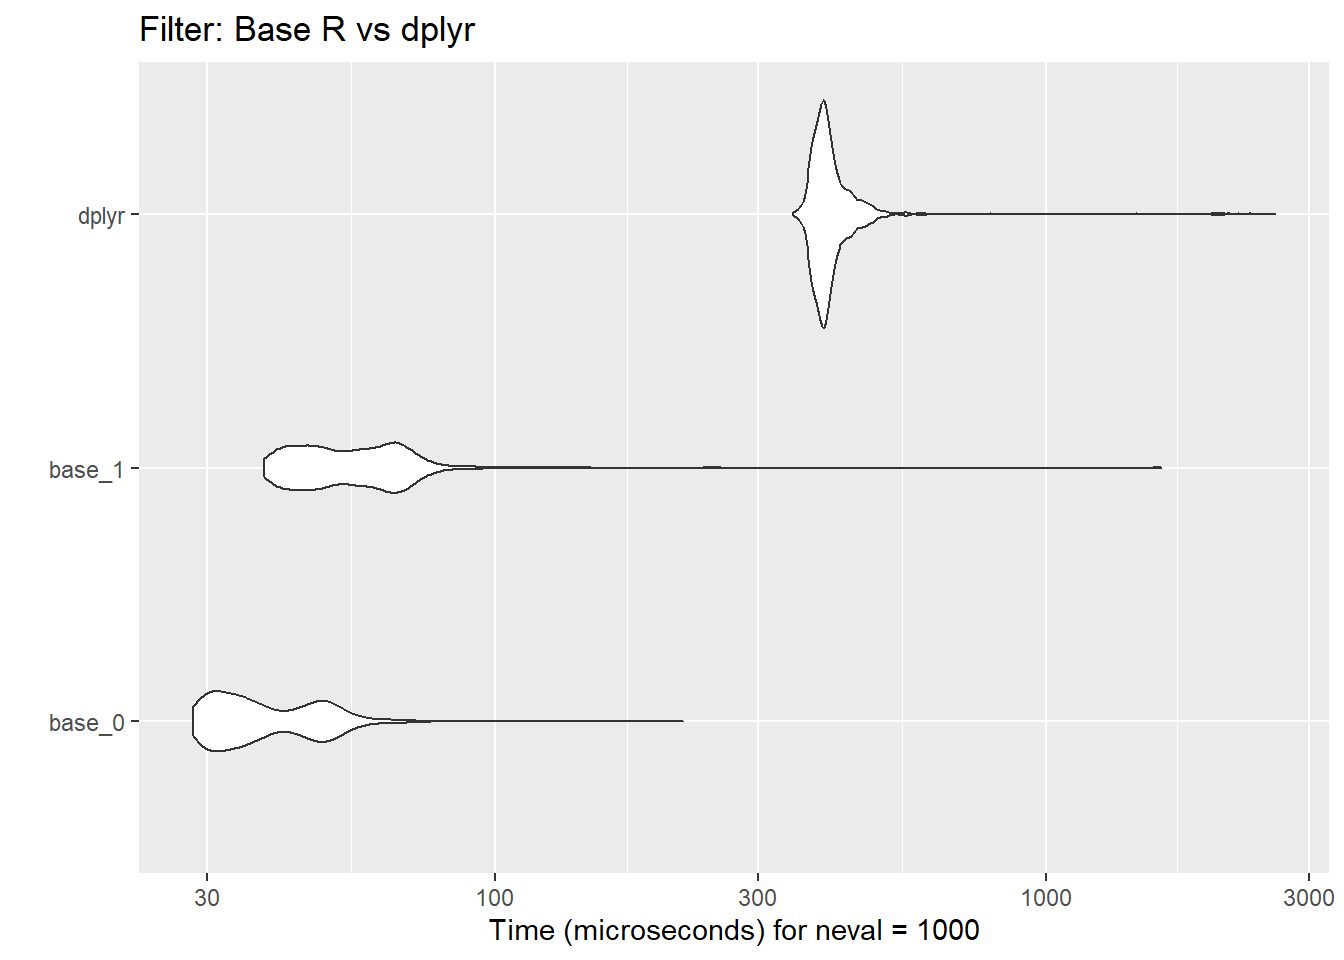 Filter: Base R vs dplyr
dplyr
base_1
base_0
30 100 300 1000 3000
Time (microseconds) for neval = 1000